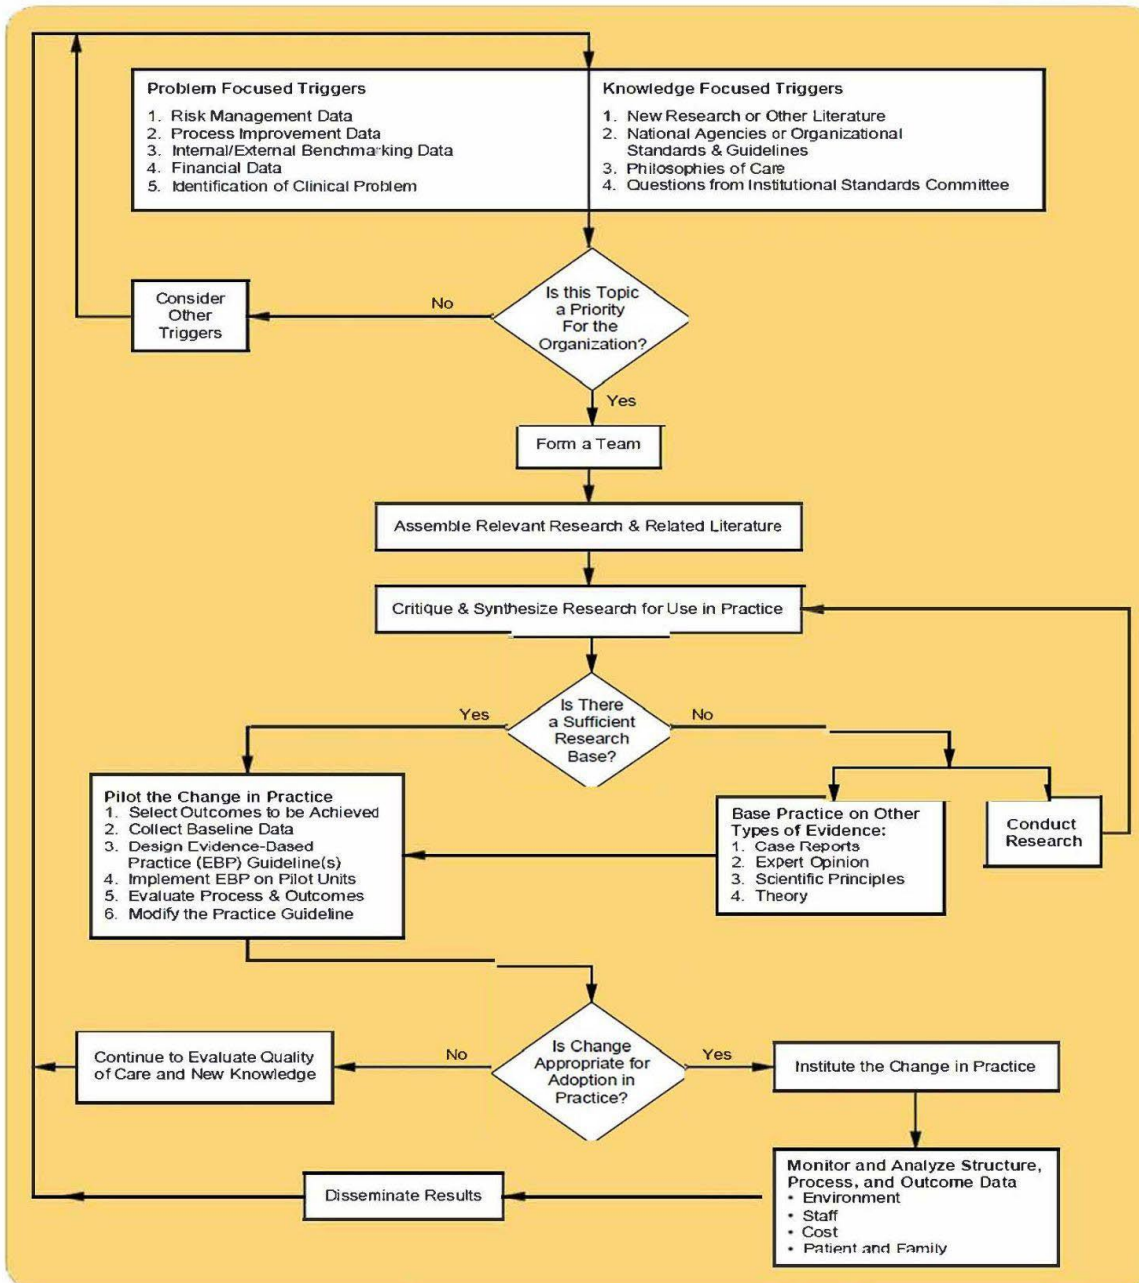 Problem Focused Triggers
1. Risk Management Data
2. Process Improvement Data
3. Internal/External Benchmarking Data
4. Financial Data
5. Identification of Clinical Problem
Knowledge Focused Triggers
1. New Research or Other Literature
2. National Agencies or Organizational
Standards & Guidelines
3. Philosophies of Care
4. Questions from Institutional Standards Committee
Consider
Other
Triggers
No
Is this Topic
a Priority
For the
Organization?
Yes
Form a Team
Assemble Relevant Research & Related Literature
Critique & Synthesize Research for Use in Practice
Yes
Is There
a Sufficient
Research
Base?
No
Pilot the Change in Practice
1. Select Outcomes to be Achieved
2. Collect Baseline Data
3. Design Evidence-Based
Practice (EBP) Guideline(s)
4. Implement EBP on Pilot Units
5. Evaluate Process & Outcomes
6. Modify the Practice Guideline
Base Practice on Other
Types of Evidence:
1. Case Reports
2. Expert Opinion
3. Scientific Principles
4. Theory
Conduct
Research
Continue to Evaluate Quality
of Care and New Knowledge
No
Is Change
Appropriate for
Adoption in
Practice?
Yes
Institute the Change in Practice
Disseminate Results
Monitor and Analyze Structure,
Process, and Outcome Data
• Environment
• Staff
• Cost
• Patient and Family